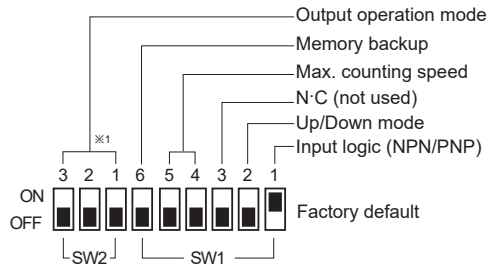 Output operation mode
Memory backup
Max. counting speed
N·C (not used)
Up/Down mode
Input logic (NPN/PNP)
※1
3 2 1 6 5 4 3 2 1
ON
OFF
Factory default
SW2 SW1